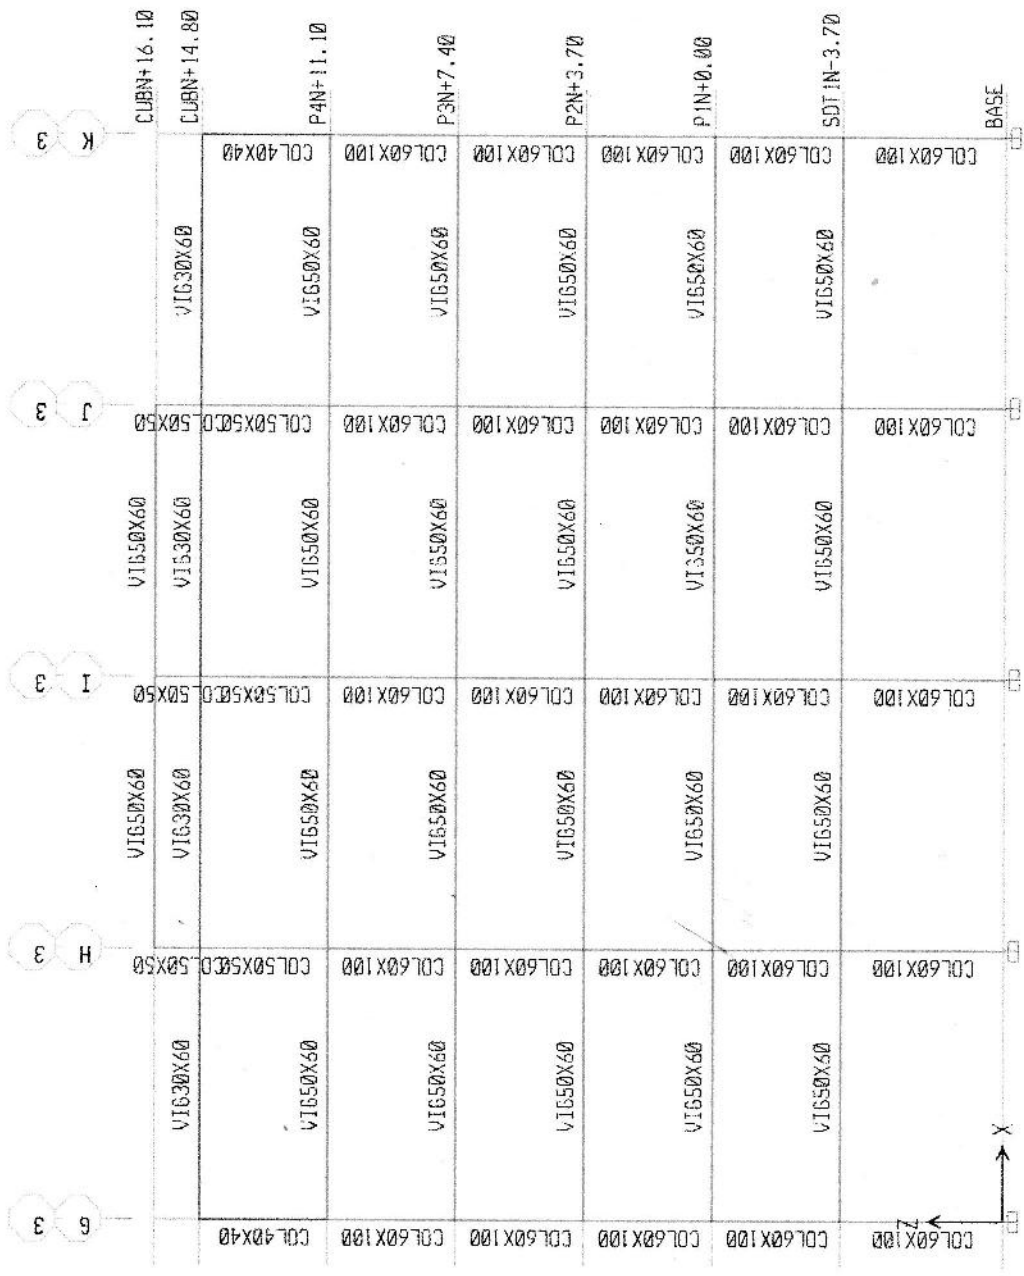 3 3 3 3 3
G H I J K
VIG50X60 VIG50X60 CUBN+16.10
COL50X50 COL50X50 COL50X50
VIG30X60 VIG30X60 VIG30X60 VIG30X60 CUBN+14.80
COL40X40 COL50X50 COL50X50 COL50X50 COL40X40
VIG50X60 VIG50X60 VIG50X60 VIG50X60 P4N+11.10
COL60X100 COL60X100 COL60X100 COL60X100 COL60X100
VIG50X60 VIG50X60 VIG50X60 VIG50X60 P3N+7.40
COL60X100 COL60X100 COL60X100 COL60X100 COL60X100
VIG50X60 VIG50X60 VIG50X60 VIG50X60 P2N+3.70
COL60X100 COL60X100 COL60X100 COL60X100 COL60X100
VIG50X60 VIG50X60 VIG50X60 VIG50X60 P1N+0.00
COL60X100 COL60X100 COL60X100 COL60X100 COL60X100
VIG50X60 VIG50X60 VIG50X60 VIG50X60 SOT1N-3.70
COL60X100 COL60X100 COL60X100 COL60X100 COL60X100
Z
X
BASE